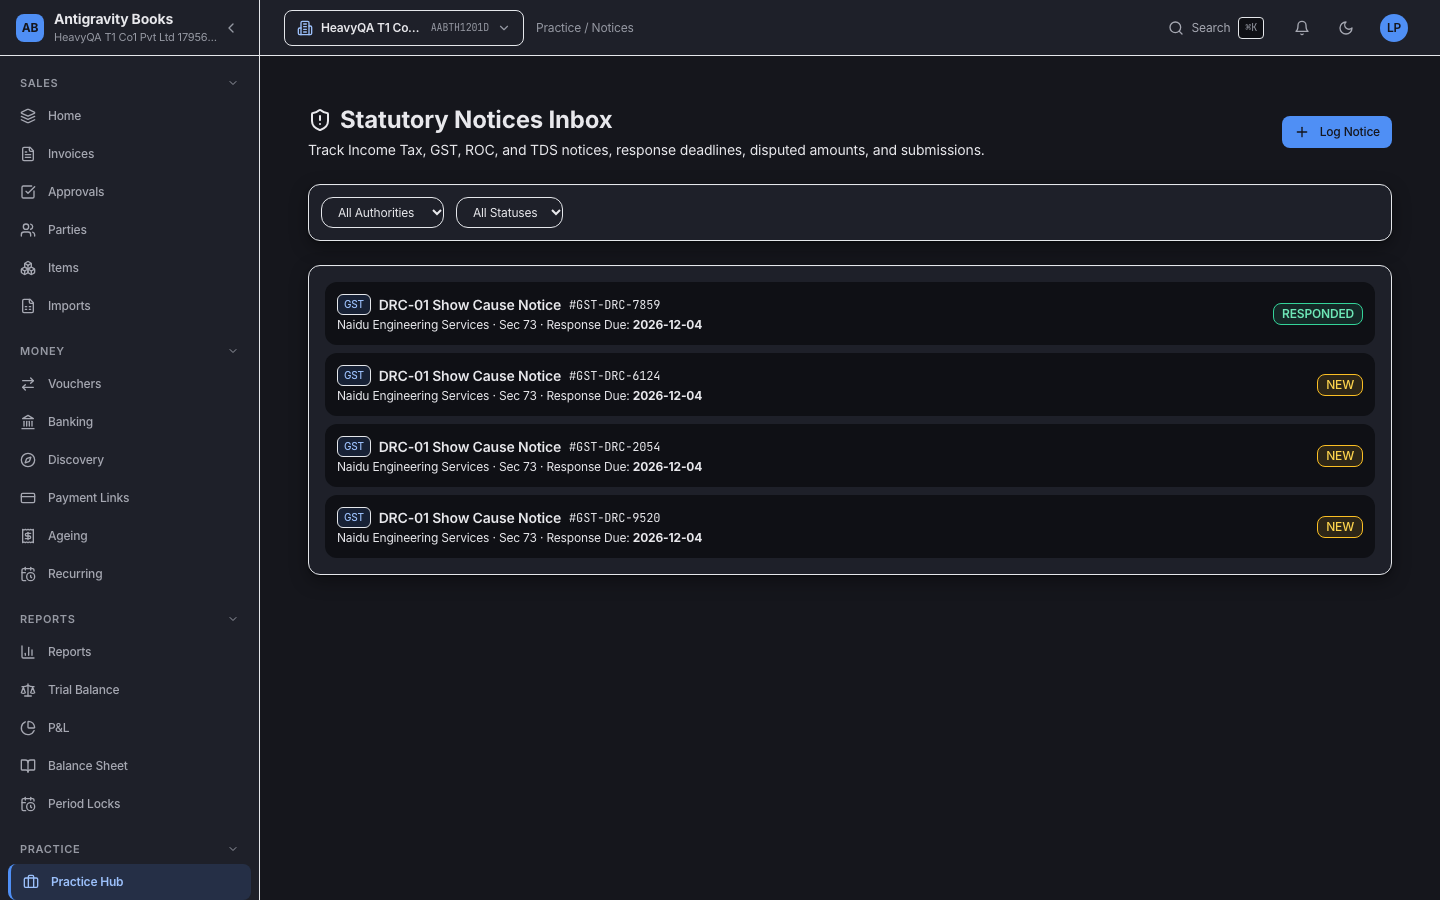 AB
Antigravity Books
HeavyQA T1 Co1 Pvt Ltd 17956...
SALES
Home
Invoices
Approvals
Parties
Items
Imports
MONEY
Vouchers
Banking
Discovery
Payment Links
Ageing
Recurring
REPORTS
Reports
Trial Balance
P&L
Balance Sheet
Period Locks
PRACTICE
Practice Hub
HeavyQA T1 Co... AABTH1201D
Practice / Notices
Search ⌘K
LP
Statutory Notices Inbox
Track Income Tax, GST, ROC, and TDS notices, response deadlines, disputed amounts, and submissions.
Log Notice
All Authorities
All Statuses
GST DRC-01 Show Cause Notice #GST-DRC-7859
Naidu Engineering Services · Sec 73 · Response Due: 2026-12-04
RESPONDED
GST DRC-01 Show Cause Notice #GST-DRC-6124
Naidu Engineering Services · Sec 73 · Response Due: 2026-12-04
NEW
GST DRC-01 Show Cause Notice #GST-DRC-2054
Naidu Engineering Services · Sec 73 · Response Due: 2026-12-04
NEW
GST DRC-01 Show Cause Notice #GST-DRC-9520
Naidu Engineering Services · Sec 73 · Response Due: 2026-12-04
NEW